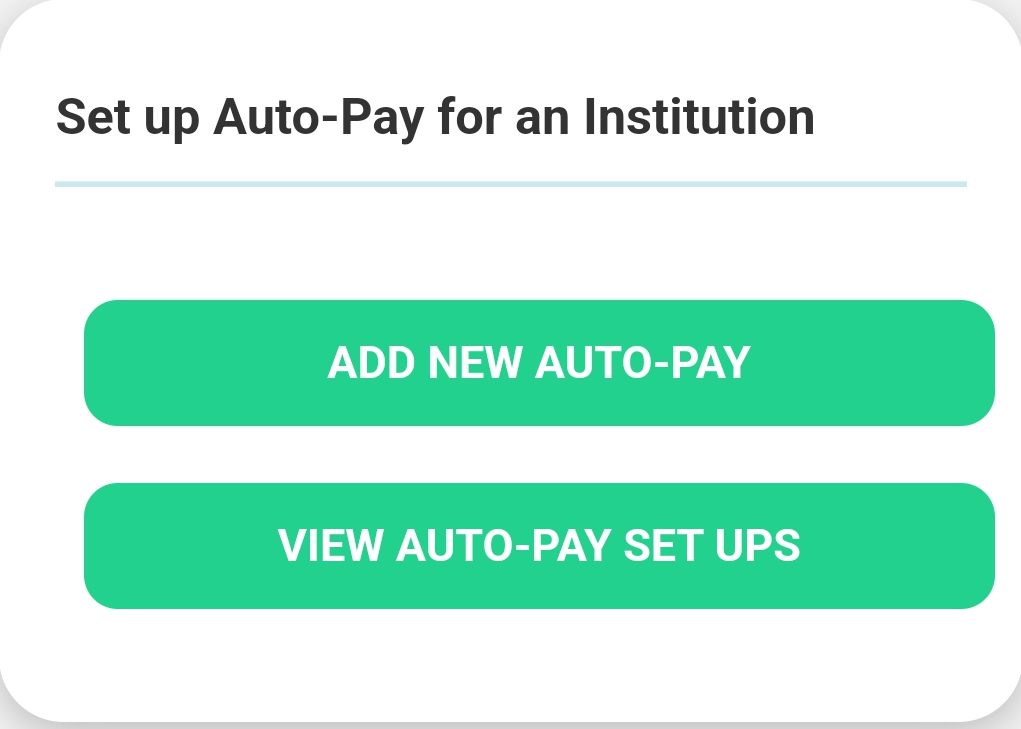 Set up Auto-Pay for an Institution
ADD NEW AUTO-PAY
VIEW AUTO-PAY SET UPS